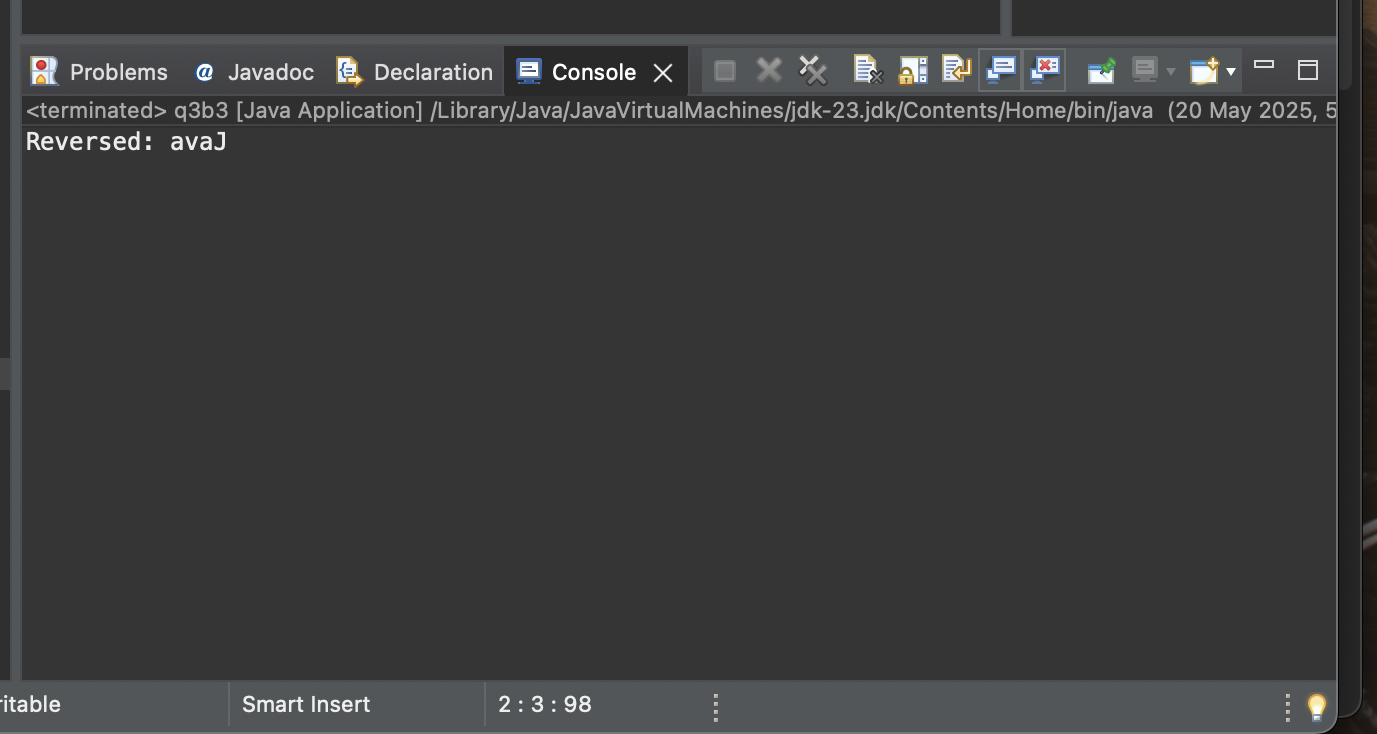 Problems @ Javadoc Declaration Console
<terminated> q3b3 [Java Application] /Library/Java/JavaVirtualMachines/jdk-23.jdk/Contents/Home/bin/java (20 May 2025, 5
Reversed: avaJ
ritable Smart Insert 2 : 3 : 98